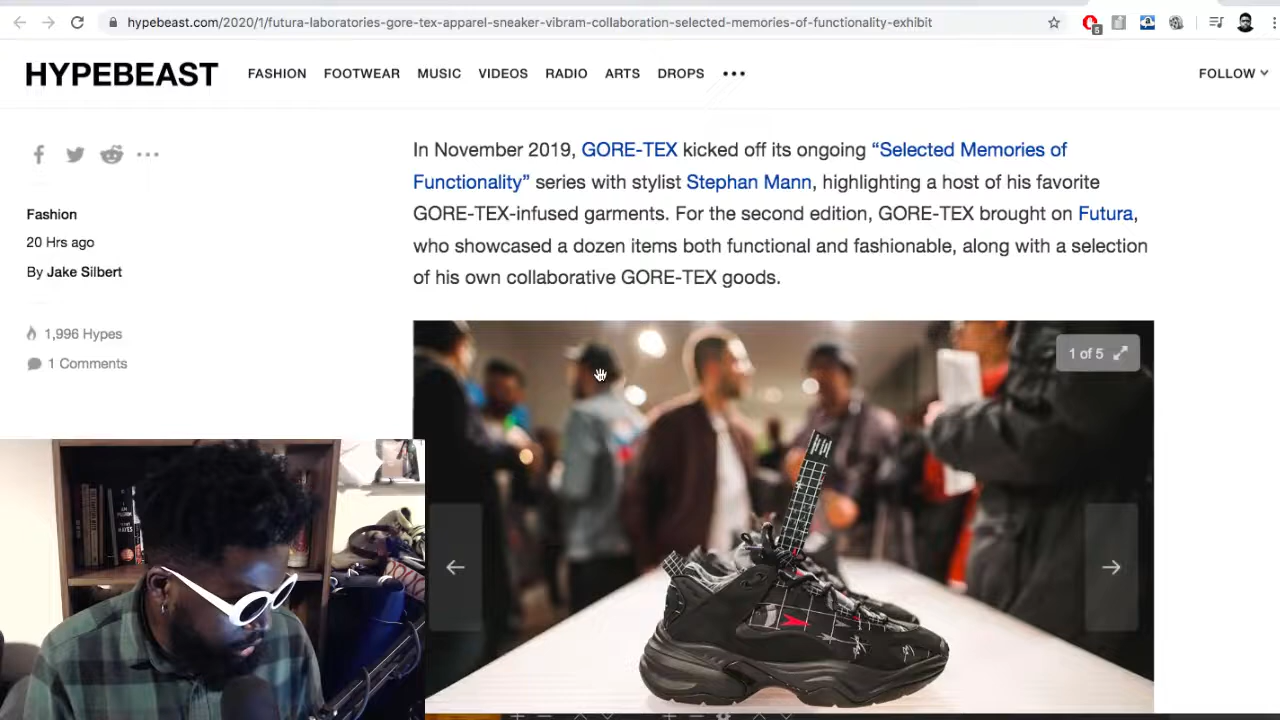 hypebeast.com/2020/1/futura-laboratories-gore-tex-apparel-sneaker-vibram-collaboration-selected-memories-of-functionality-exhibit
5
HYPEBEAST FASHION FOOTWEAR MUSIC VIDEOS RADIO ARTS DROPS ••• FOLLOW
In November 2019, GORE-TEX kicked off its ongoing “Selected Memories of
Functionality” series with stylist Stephan Mann, highlighting a host of his favorite
GORE-TEX-infused garments. For the second edition, GORE-TEX brought on Futura,
who showcased a dozen items both functional and fashionable, along with a selection
of his own collaborative GORE-TEX goods.
Fashion
20 Hrs ago
By Jake Silbert
1,996 Hypes
1 Comments
1 of 5